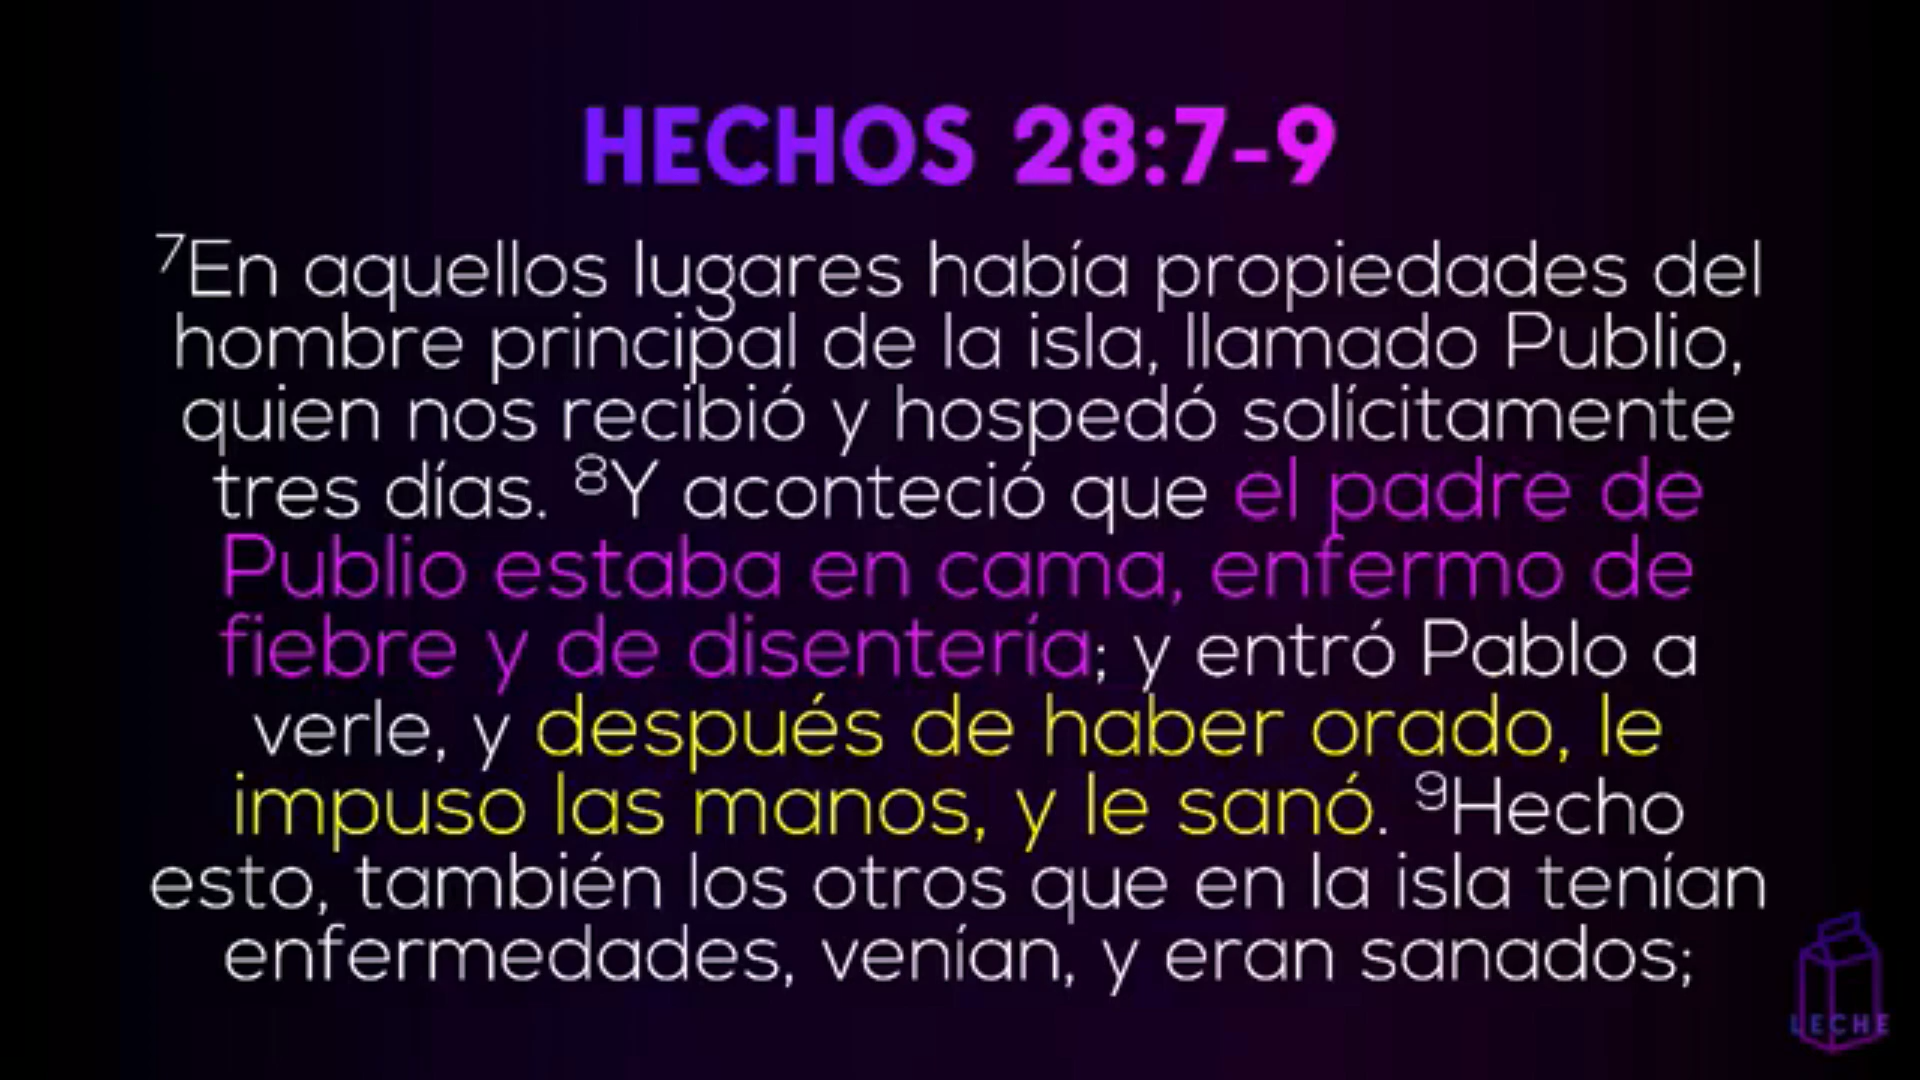 HECHOS 28:7-9
⁷En aquellos lugares había propiedades del
hombre principal de la isla, llamado Publio,
quien nos recibió y hospedó solícitamente
tres días. ⁸Y aconteció que el padre de
Publio estaba en cama, enfermo de
fiebre y de disentería; y entró Pablo a
verle, y después de haber orado, le
impuso las manos, y le sanó. ⁹Hecho
esto, también los otros que en la isla tenían
enfermedades, venían, y eran sanados;
LECHE